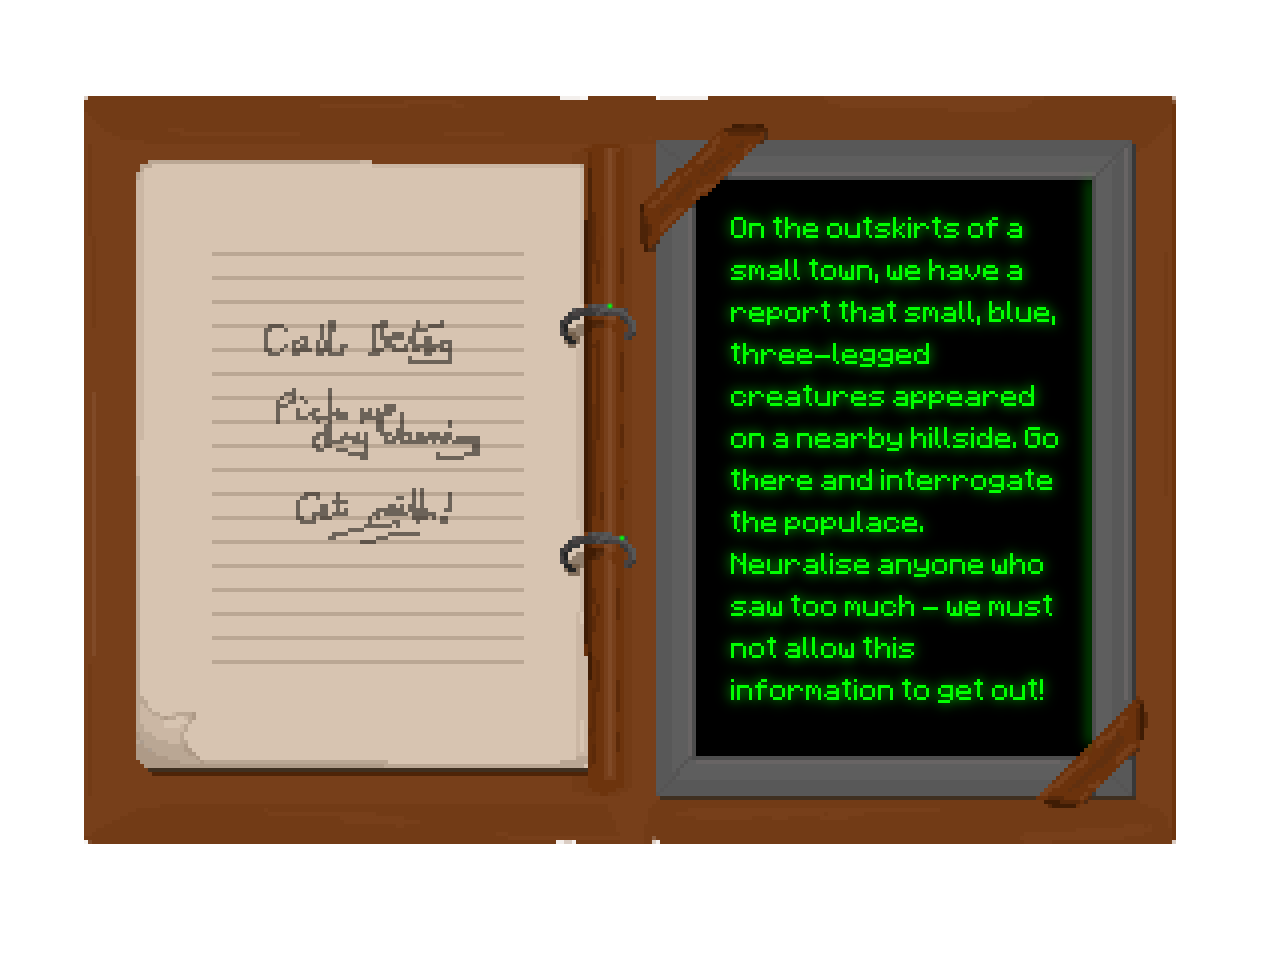 Call Betsy
Pick up
dry cleaning
Get milk!
On the outskirts of a
small town, we have a
report that small, blue,
three-legged
creatures appeared
on a nearby hillside. Go
there and interrogate
the populace.
Neuralise anyone who
saw too much – we must
not allow this
information to get out!